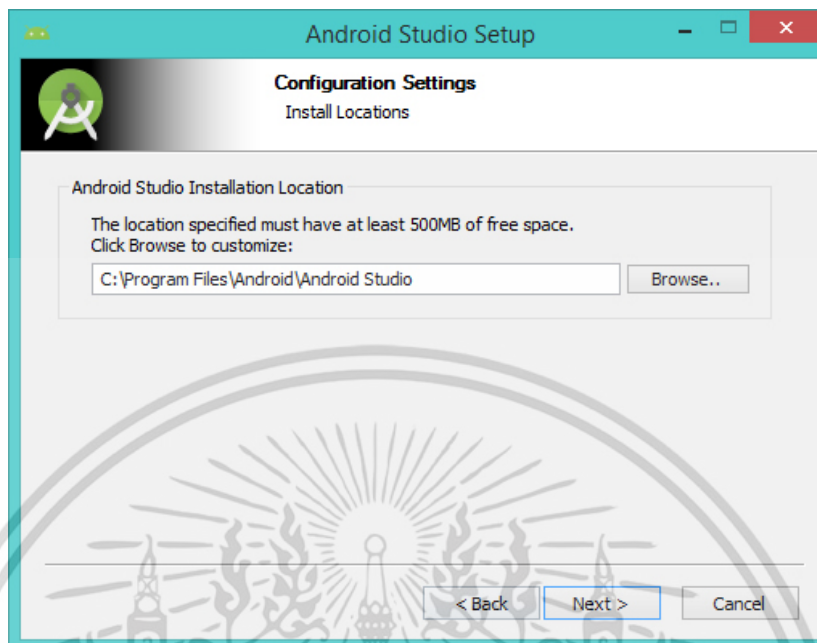 Android Studio Setup
Configuration Settings
Install Locations
Android Studio Installation Location
The location specified must have at least 500MB of free space.
Click Browse to customize:
C:\Program Files\Android\Android Studio
Browse..
< Back
Next >
Cancel